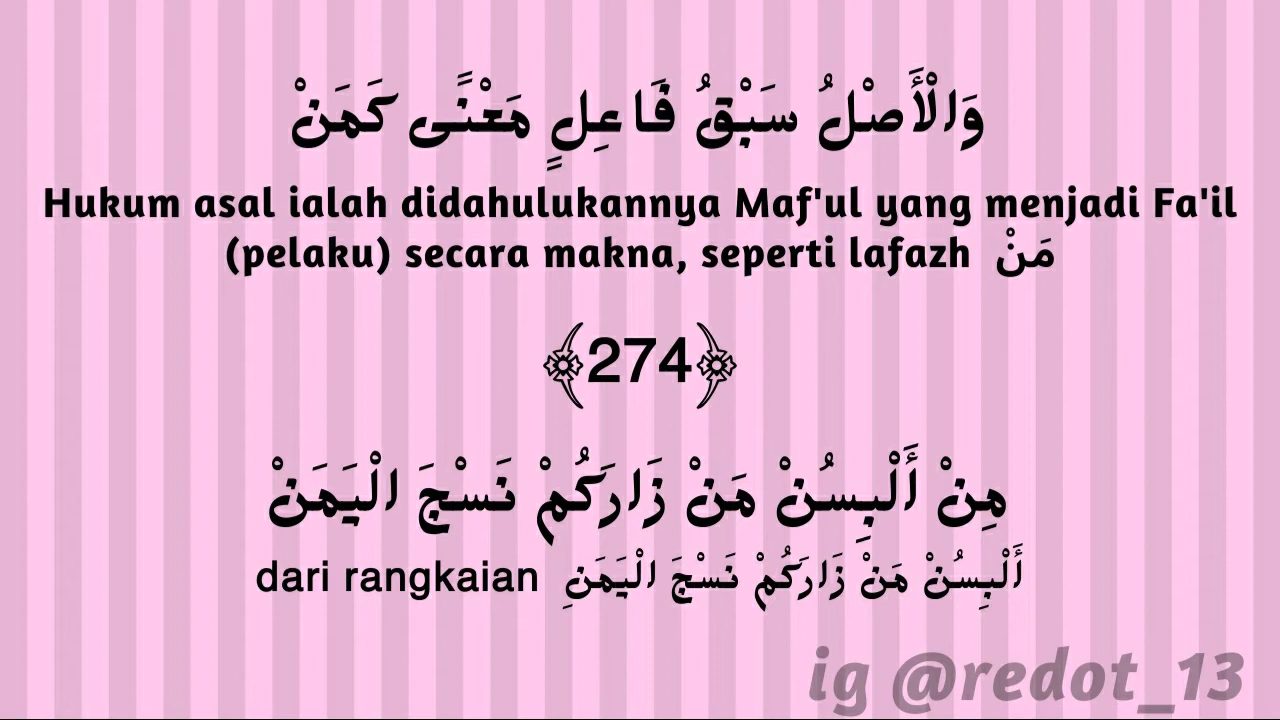 وَالْأَصْلُ سَبْقُ فَاعِلٍ مَعْنًى كَمَنْ
Hukum asal ialah didahulukannya Maf'ul yang menjadi Fa'il
(pelaku) secara makna, seperti lafazh مَنْ
﴾274﴿
مِنْ أَلْبِسُنْ مَنْ زَارَكُمْ نَسْجَ الْيَمَنْ
dari rangkaian أَلْبِسُنْ مَنْ زَارَكُمْ نَسْجَ الْيَمَنِ
ig @redot_13